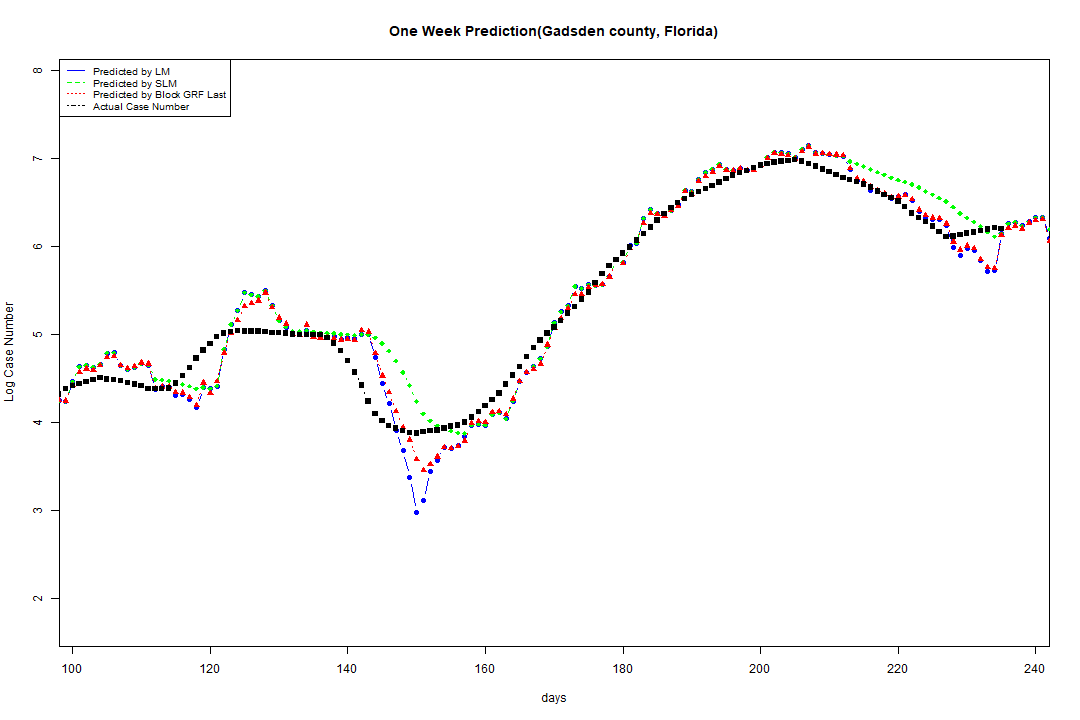 One Week Prediction(Gadsden county, Florida)
Predicted by LM
Predicted by SLM
Predicted by Block GRF Last
Actual Case Number
8
7
6
5
4
3
2
Log Case Number
100 120 140 160 180 200 220 240
days